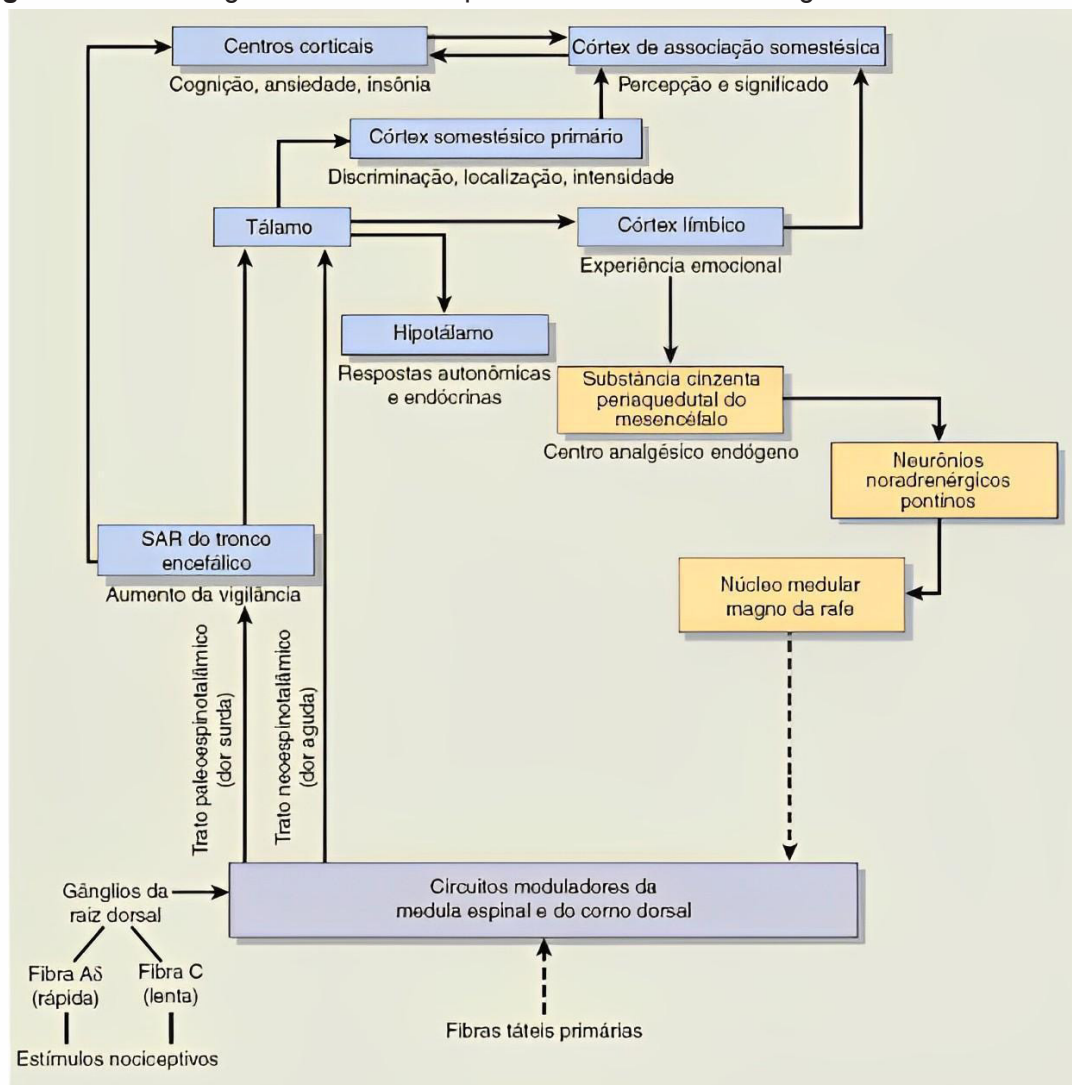 Centros corticais
Córtex de associação somestésica
Cognição, ansiedade, insônia
Percepção e significado
Córtex somestésico primário
Discriminação, localização, intensidade
Tálamo
Córtex límbico
Experiência emocional
Hipotálamo
Respostas autonômicas
e endócrinas
Substância cinzenta
periaquedutal do
mesencéfalo
Centro analgésico endógeno
Neurônios
noradrenérgicos
pontinos
SAR do tronco
encefálico
Aumento da vigilância
Núcleo medular
magno da rafe
Trato paleoespinotalâmico
(dor surda)
Trato neoespinotalâmico
(dor aguda)
Gânglios da
raiz dorsal
Circuitos moduladores da
medula espinal e do corno dorsal
Fibra Aδ
(rápida)
Fibra C
(lenta)
Estímulos nociceptivos
Fibras táteis primárias